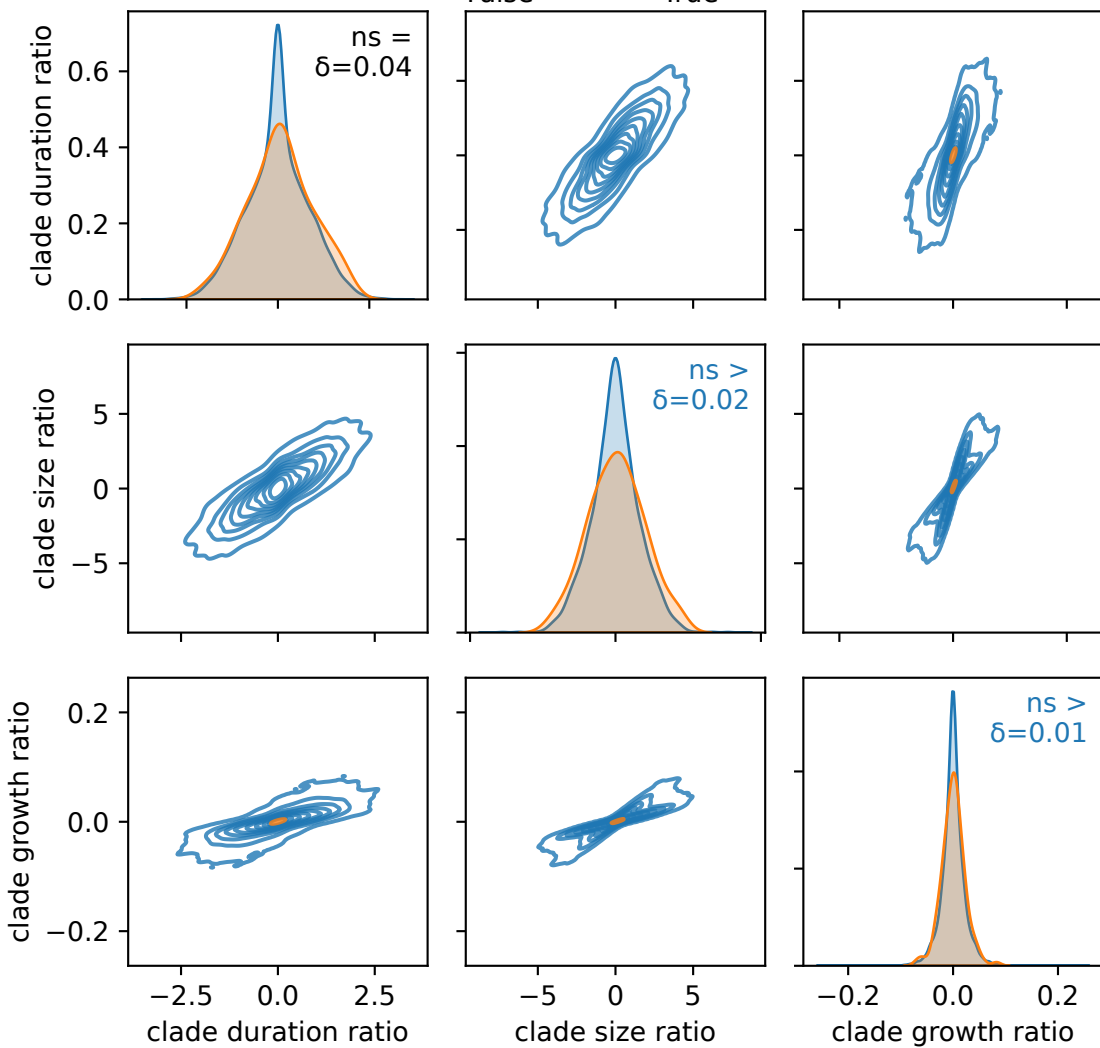 clade duration ratio
0.6
0.4
0.2
0.0
ns =
δ=0.04
clade size ratio
5
0
−5
ns >
δ=0.02
clade growth ratio
0.2
0.0
−0.2
ns >
δ=0.01
−2.5 0.0 2.5
−5 0 5
−0.2 0.0 0.2
clade duration ratio
clade size ratio
clade growth ratio